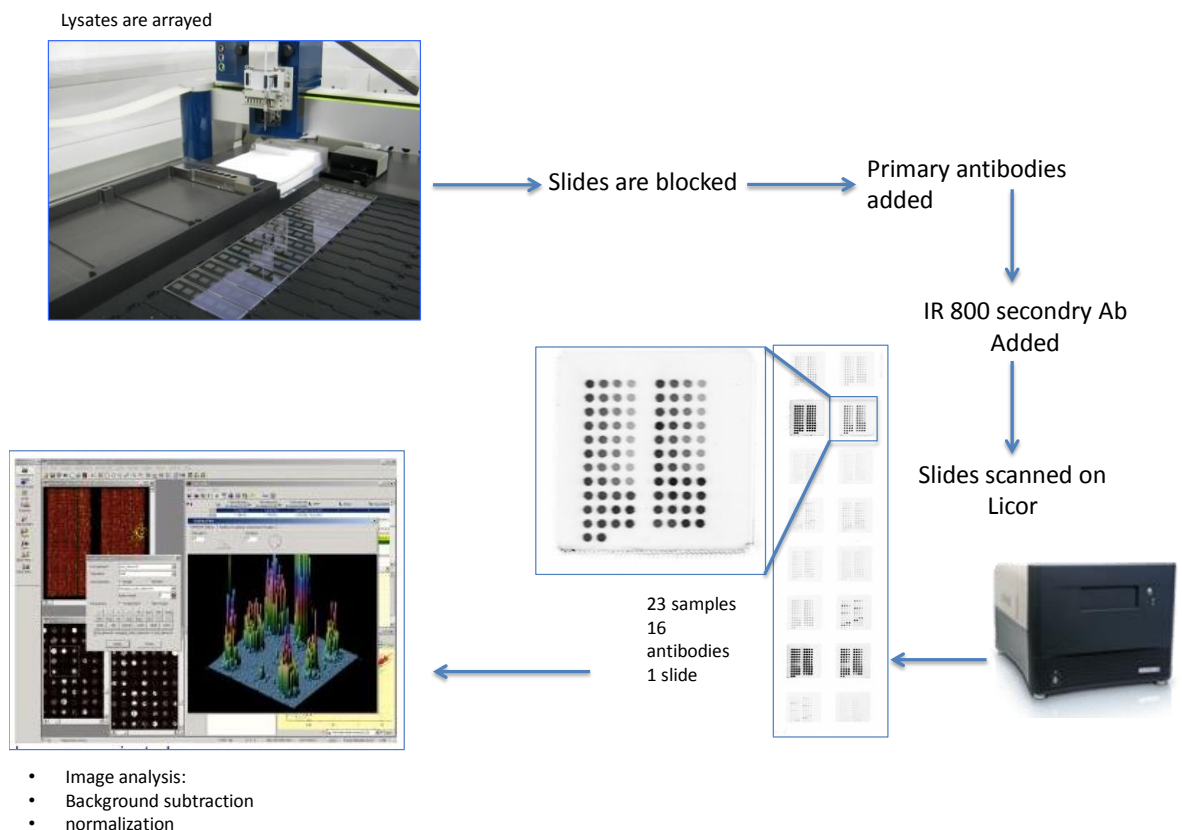 Lysates are arrayed
Slides are blocked
Primary antibodies
added
IR 800 secondry Ab
Added
Slides scanned on
Licor
23 samples
16
antibodies
1 slide
• Image analysis:
• Background subtraction
• normalization